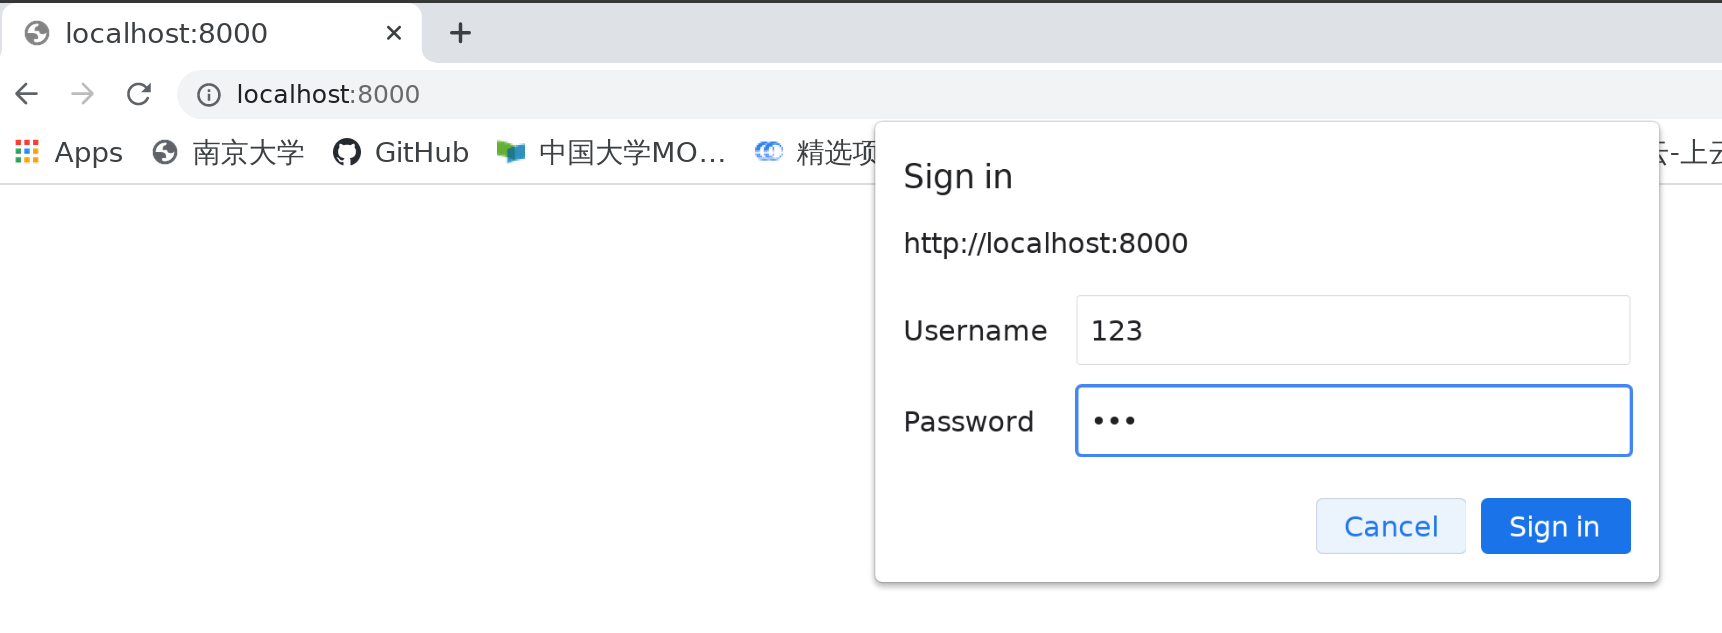 localhost:8000
localhost:8000
Apps 南京大学 GitHub 中国大学MO... 精选项 云-上云
Sign in
http://localhost:8000
Username 123
Password •••
Cancel Sign in